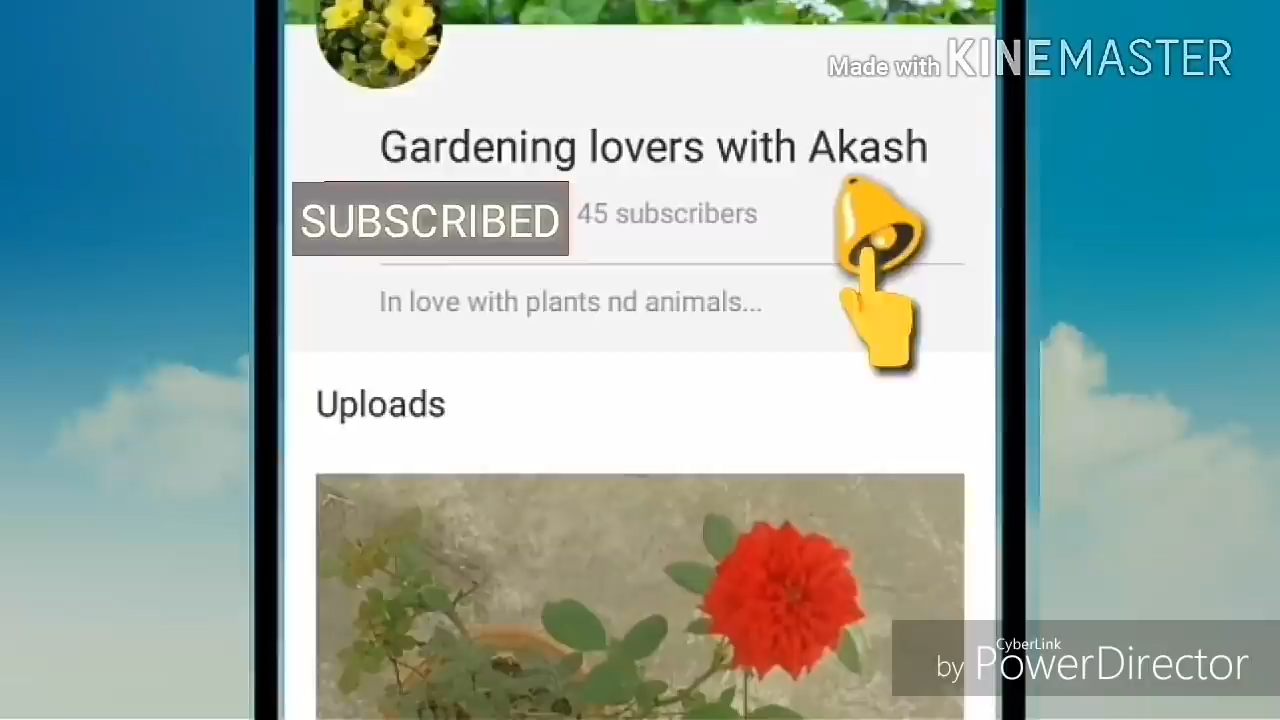 Made with KINEMASTER
Gardening lovers with Akash
SUBSCRIBED 45 subscribers
In love with plants nd animals...
Uploads
CyberLink
by PowerDirector